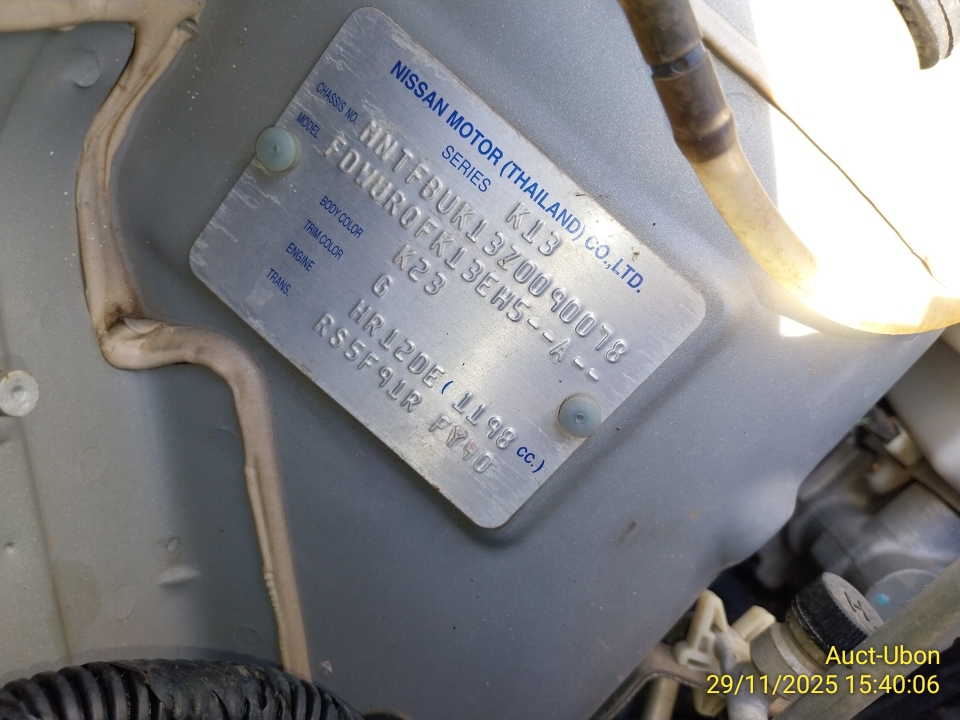 NISSAN MOTOR (THAILAND) CO.,LTD.
SERIES K13
CHASSIS NO. MNTFBUK13Z0090078
MODEL FDWURQFK13EH5--A--
BODY COLOR K23
TRIM COLOR G
ENGINE HR12DE ( 1198 cc.)
TRANS. RS5F91R FY40
Auct-Ubon
29/11/2025 15:40:06